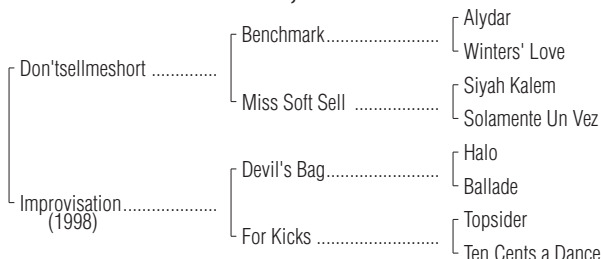 Alydar
Benchmark.......................
Winters' Love
Don'tsellmeshort .............
Siyah Kalem
Miss Soft Sell .................
Solamente Un Vez
Halo
Devil's Bag.......................
Ballade
Improvisation..................
(1998)
Topsider
For Kicks .........................
Ten Cents a Dance